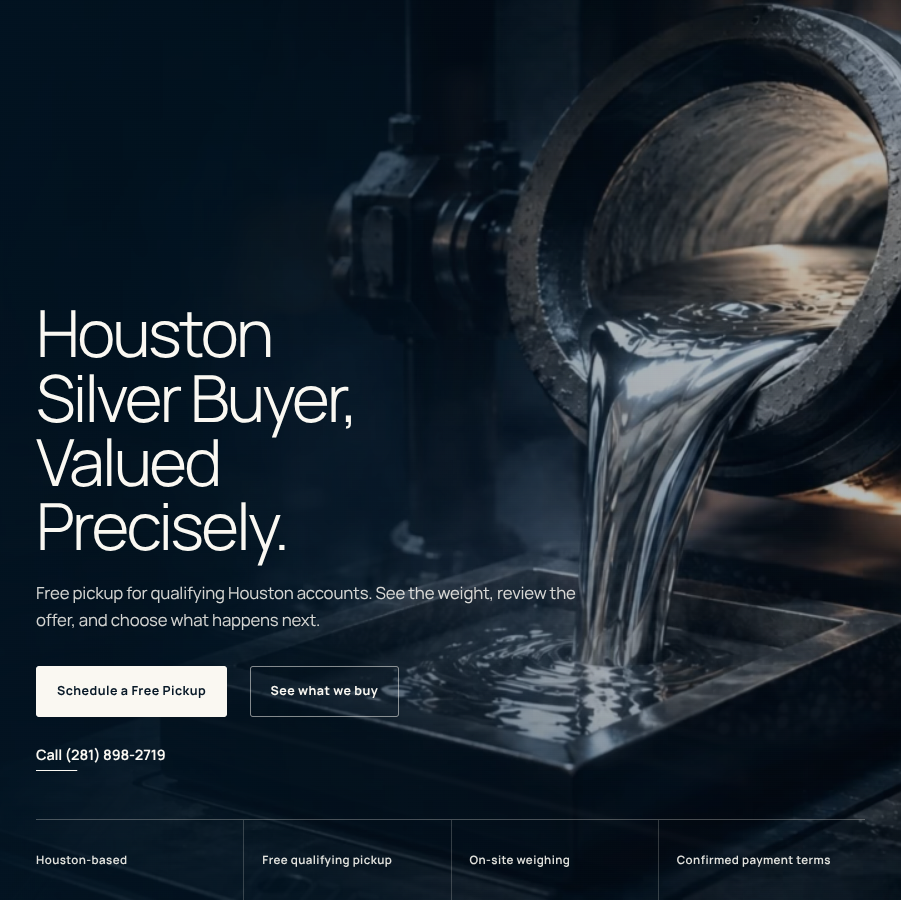 Houston
Silver Buyer,
Valued
Precisely.
Free pickup for qualifying Houston accounts. See the weight, review the
offer, and choose what happens next.
Schedule a Free Pickup
See what we buy
Call (281) 898-2719
Houston-based
Free qualifying pickup
On-site weighing
Confirmed payment terms